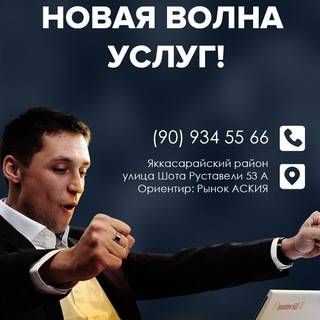 НОВАЯ ВОЛНА
УСЛУГ!
(90) 934 55 66
Яккасарайский район
улица Шота Руставели 53 А
Ориентир: Рынок АСКИЯ